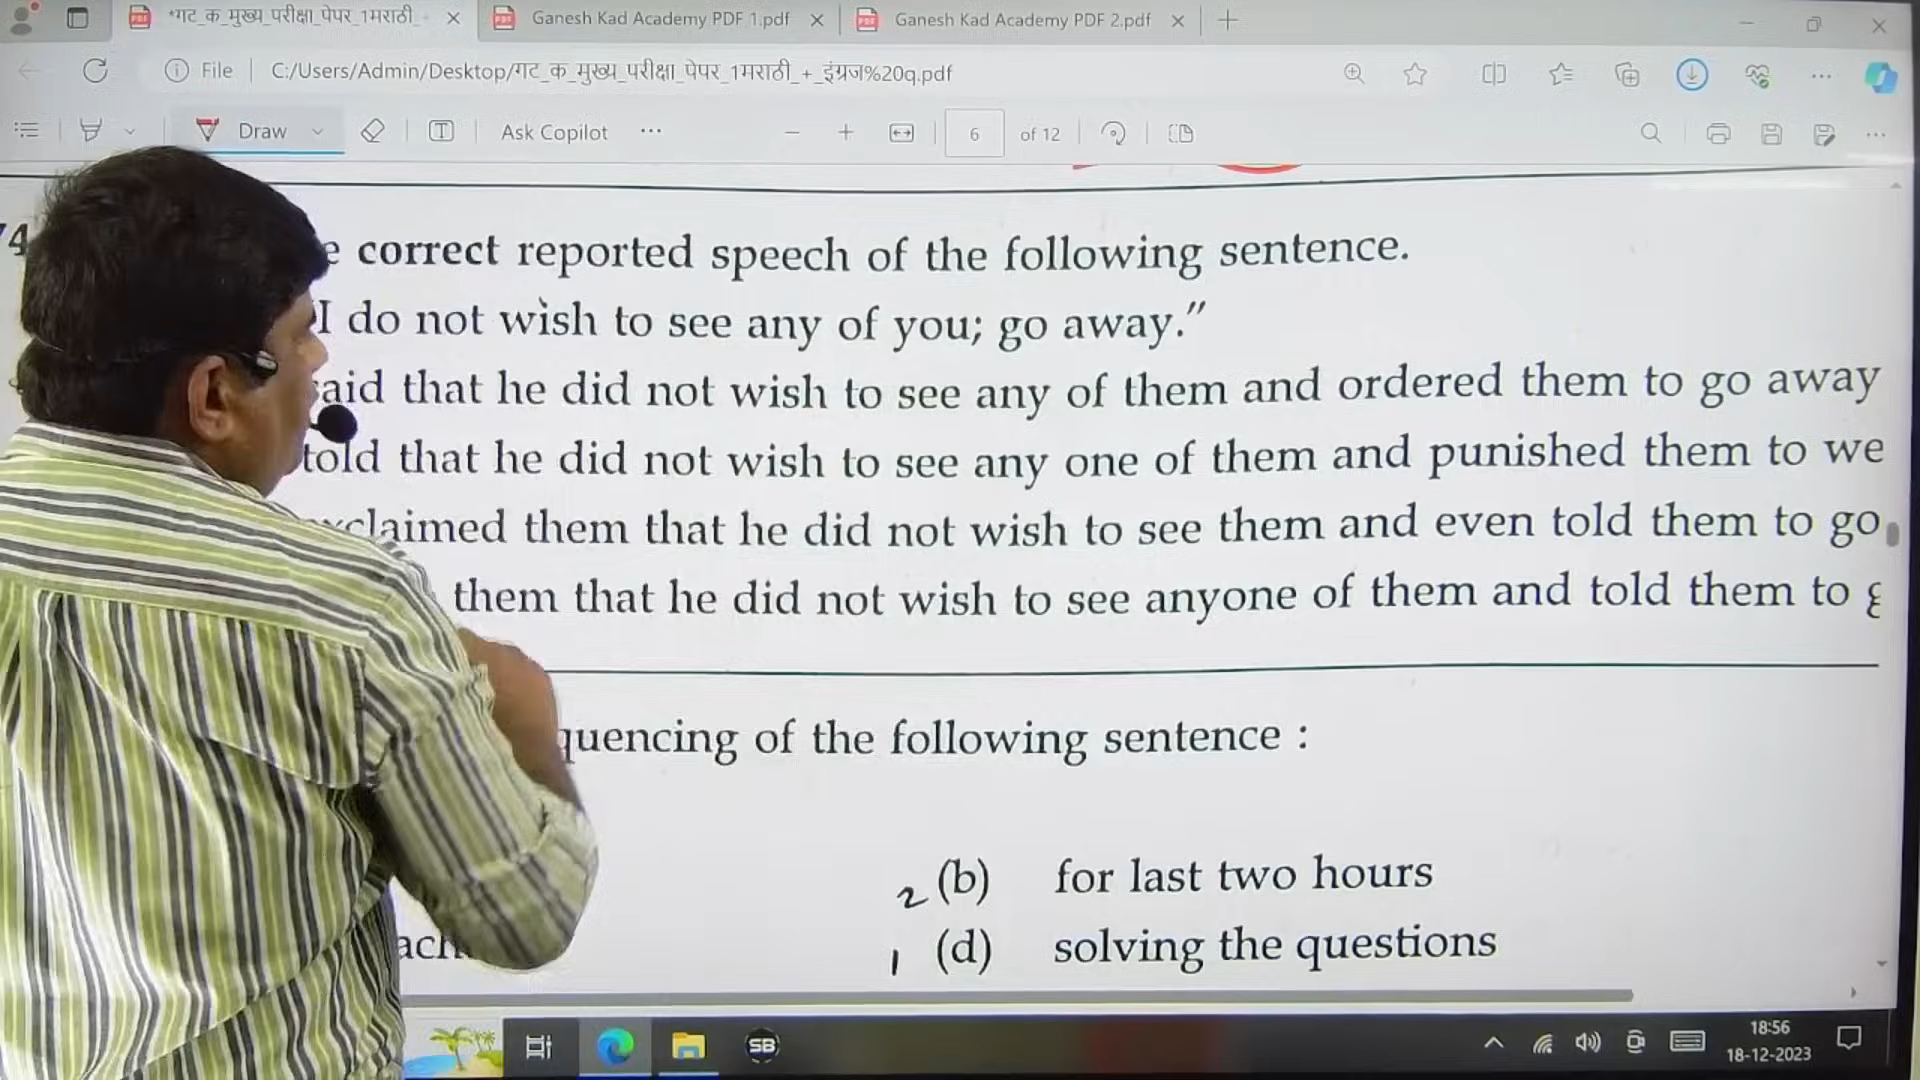 *गट_क_मुख्य_परीक्षा_पेपर_1मराठी_
Ganesh Kad Academy PDF 1.pdf
Ganesh Kad Academy PDF 2.pdf
File
C:/Users/Admin/Desktop/गट_क_मुख्य_परीक्षा_पेपर_1मराठी_+_इंग्रज%20q.pdf
Draw
Ask Copilot
6 of 12
correct reported speech of the following sentence.
I do not wish to see any of you; go away.”
said that he did not wish to see any of them and ordered them to go away
told that he did not wish to see any one of them and punished them to we
claimed them that he did not wish to see them and even told them to go
them that he did not wish to see anyone of them and told them to g
quencing of the following sentence :
2 (b) for last two hours
1 (d) solving the questions
SB
18:56
18-12-2023